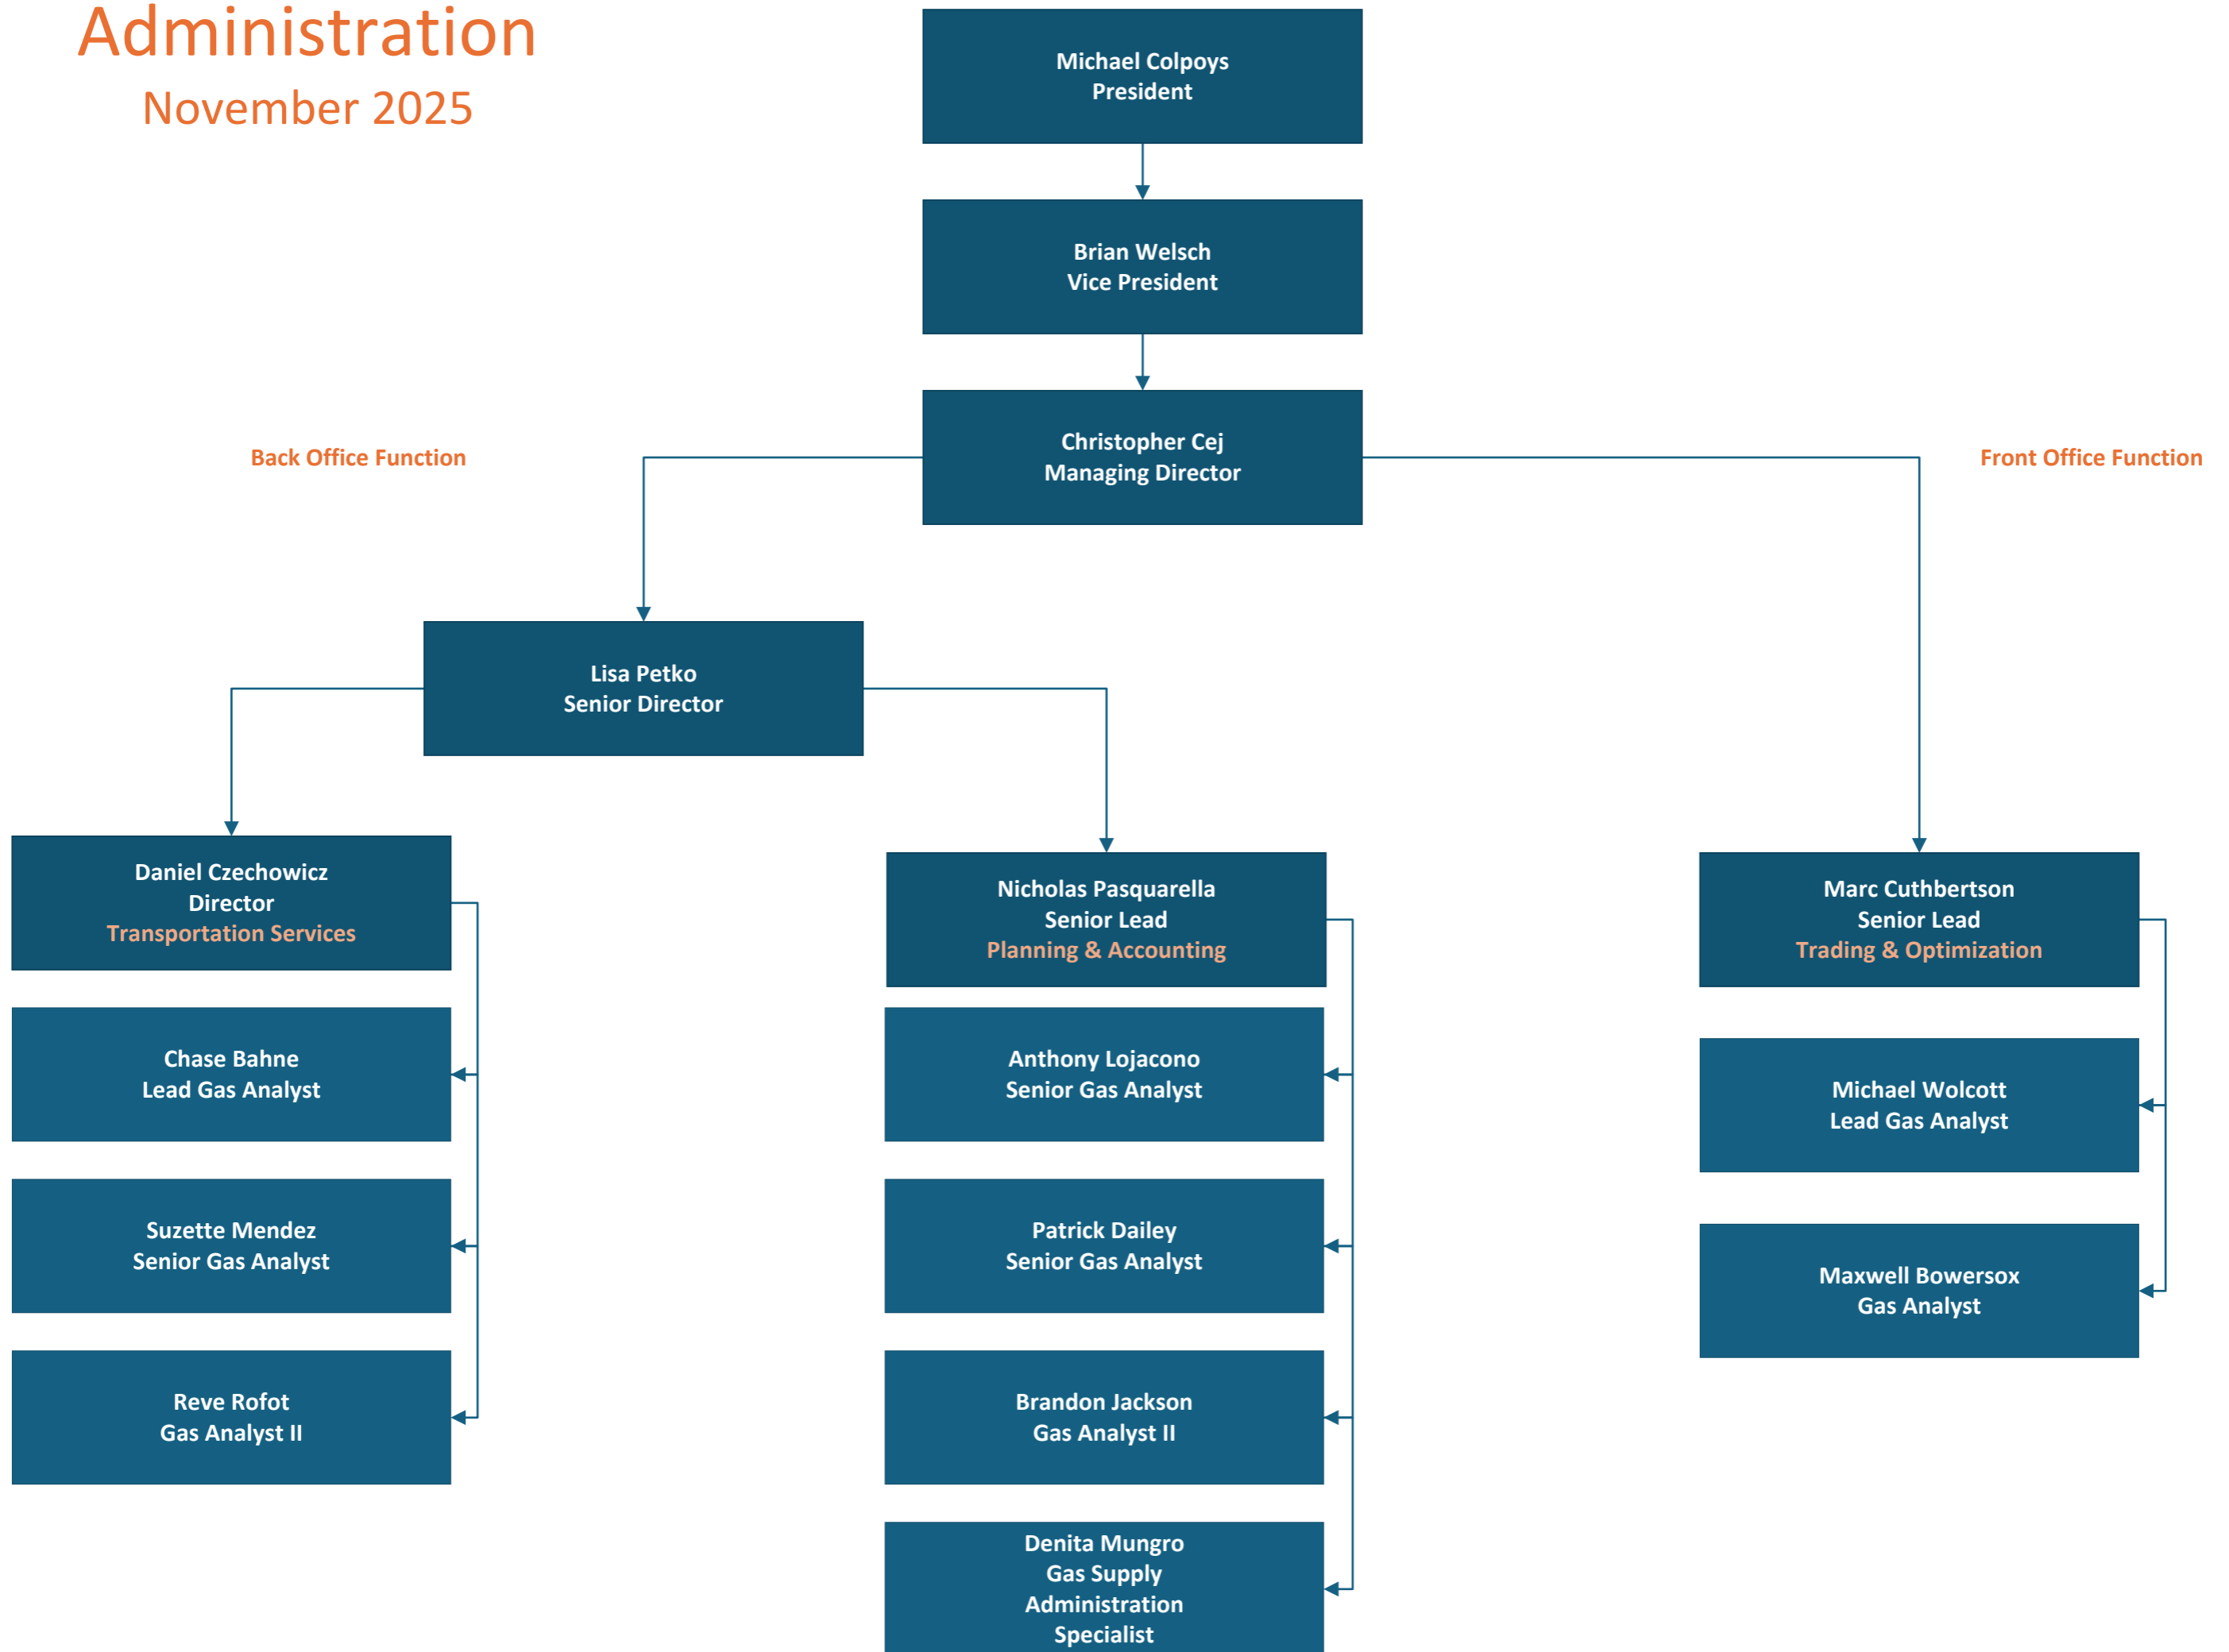 Administration
November 2025
Michael Colpoys
President
Brian Welsch
Vice President
Back Office Function
Christopher Cej
Managing Director
Front Office Function
Lisa Petko
Senior Director
Daniel Czechowicz
Director
Transportation Services
Chase Bahne
Lead Gas Analyst
Suzette Mendez
Senior Gas Analyst
Reve Rofot
Gas Analyst II
Nicholas Pasquarella
Senior Lead
Planning & Accounting
Anthony Lojacono
Senior Gas Analyst
Patrick Dailey
Senior Gas Analyst
Brandon Jackson
Gas Analyst II
Denita Mungro
Gas Supply
Administration
Specialist
Marc Cuthbertson
Senior Lead
Trading & Optimization
Michael Wolcott
Lead Gas Analyst
Maxwell Bowersox
Gas Analyst